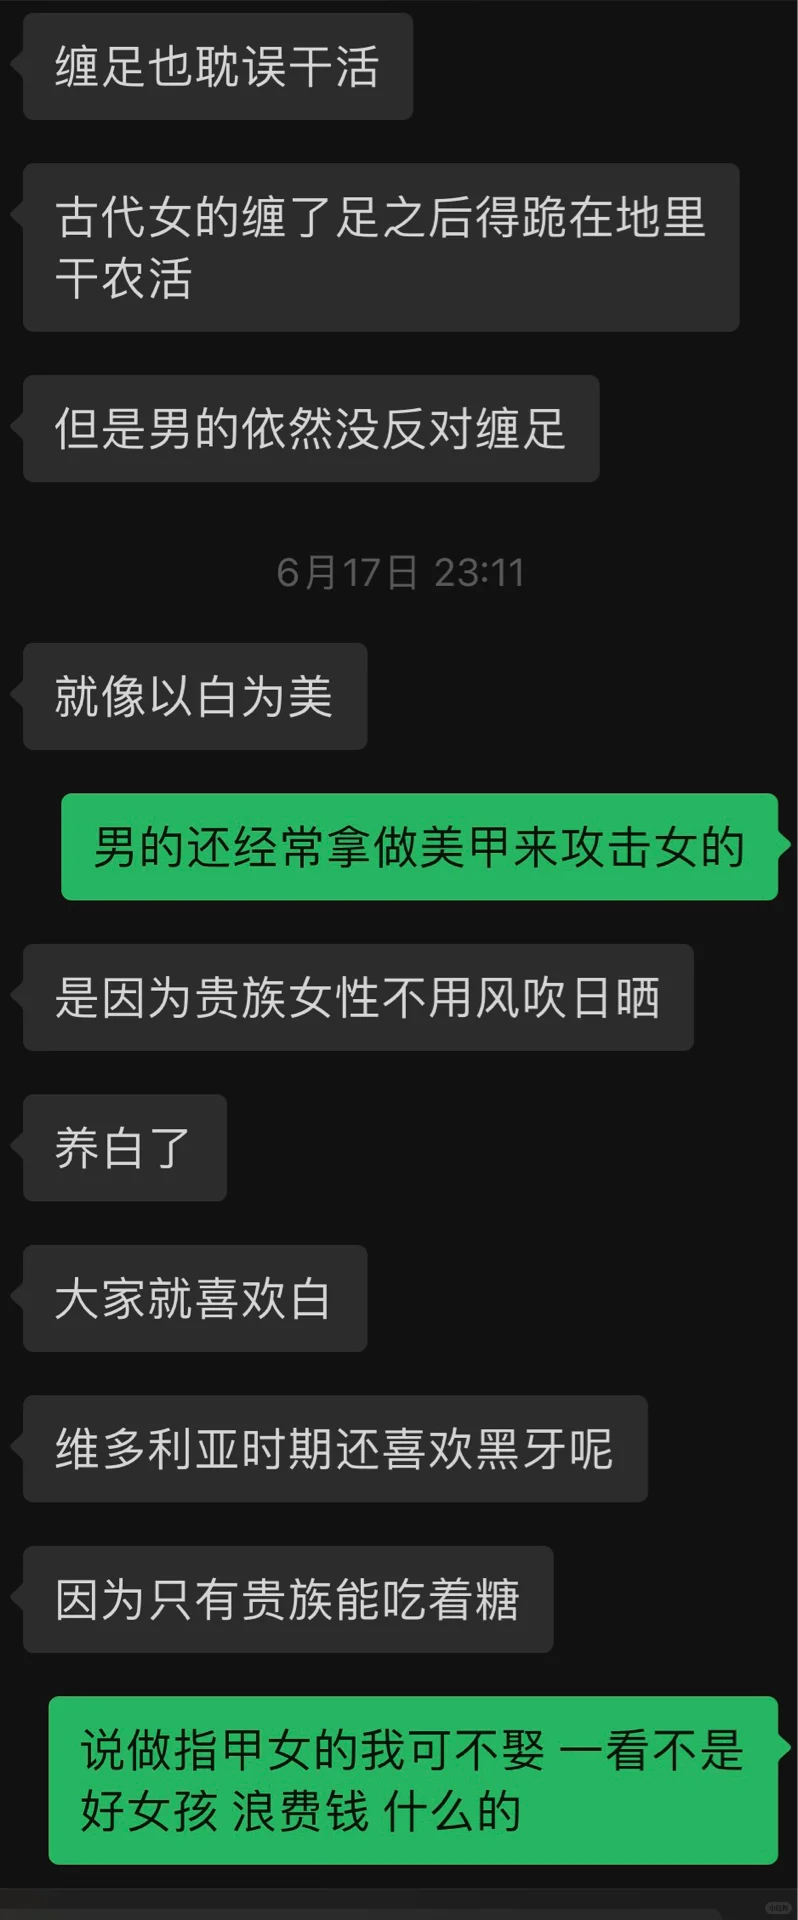 缠足也耽误干活
古代女的缠了足之后得跪在地里
干农活
但是男的依然没反对缠足
6月17日 23:11
就像以白为美
男的还经常拿做美甲来攻击女的
是因为贵族女性不用风吹日晒
养白了
大家就喜欢白
维多利亚时期还喜欢黑牙呢
因为只有贵族能吃着糖
说做指甲女的我可不娶 一看不是
好女孩 浪费钱 什么的
小红书